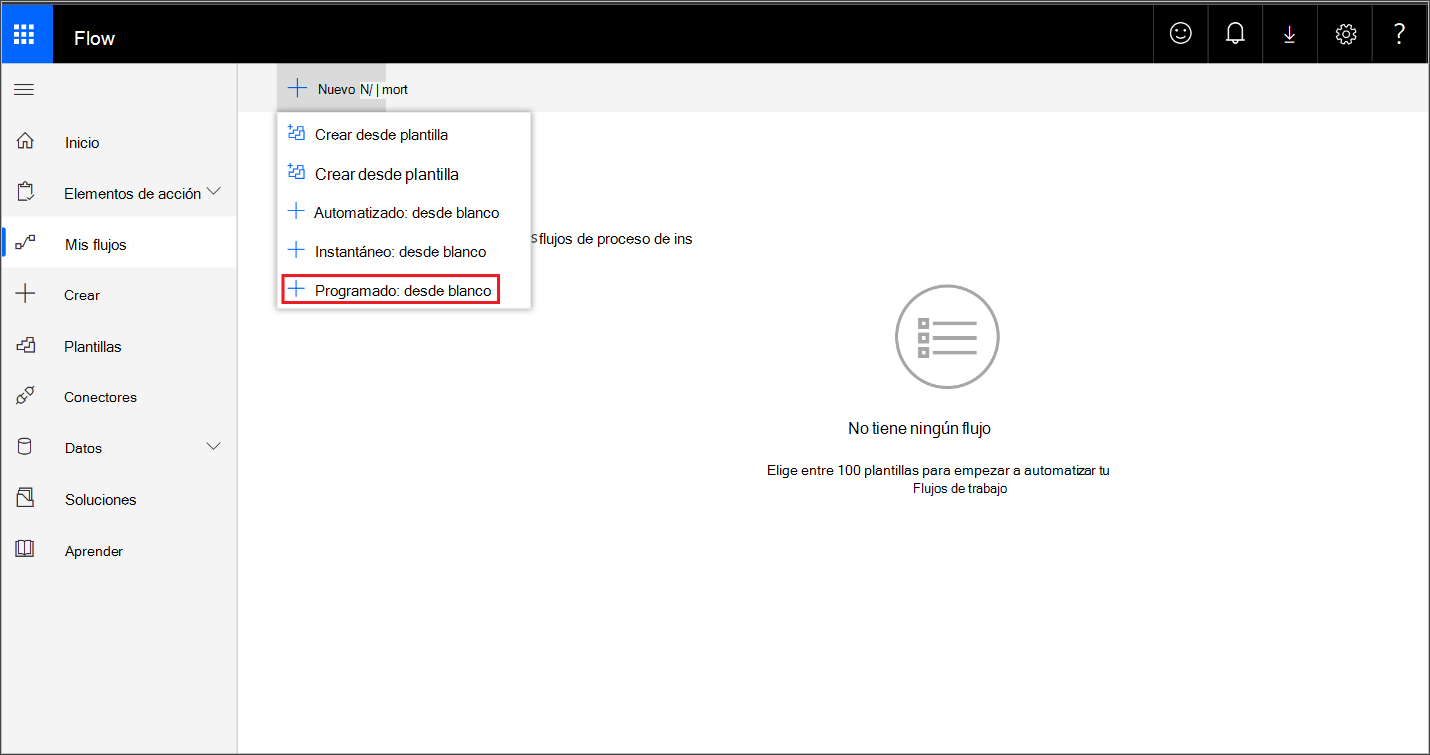 Flow
?
Nuevo N/ | mort
Inicio
Elementos de acción
Mis flujos
Crear
Plantillas
Conectores
Datos
Soluciones
Aprender
Crear desde plantilla
Crear desde plantilla
Automatizado: desde blanco
Instantáneo: desde blanco
Programado: desde blanco
s flujos de proceso de ins
No tiene ningún flujo
Elige entre 100 plantillas para empezar a automatizar tu
Flujos de trabajo